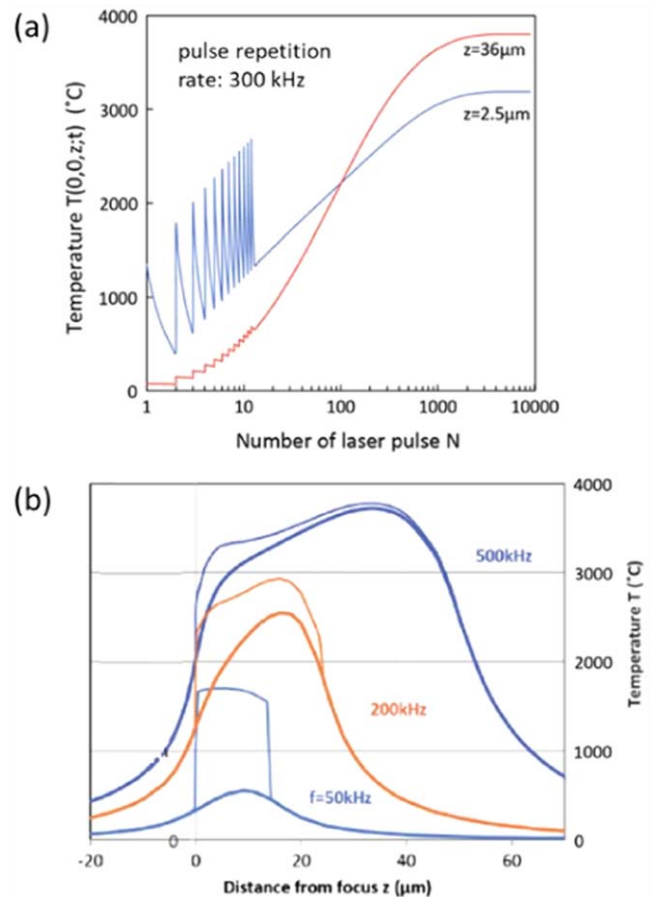 (a)
4000
3000
2000
1000
0
Temperature T(0,0,z;t) (˚C)
pulse repetition
rate: 300 kHz
z=36µm
z=2.5µm
1
10
100
1000
10000
Number of laser pulse N
(b)
4000
3000
2000
1000
0
Temperature T (˚C)
500kHz
200kHz
f=50kHz
0
-20
0
20
40
60
Distance from focus z (µm)